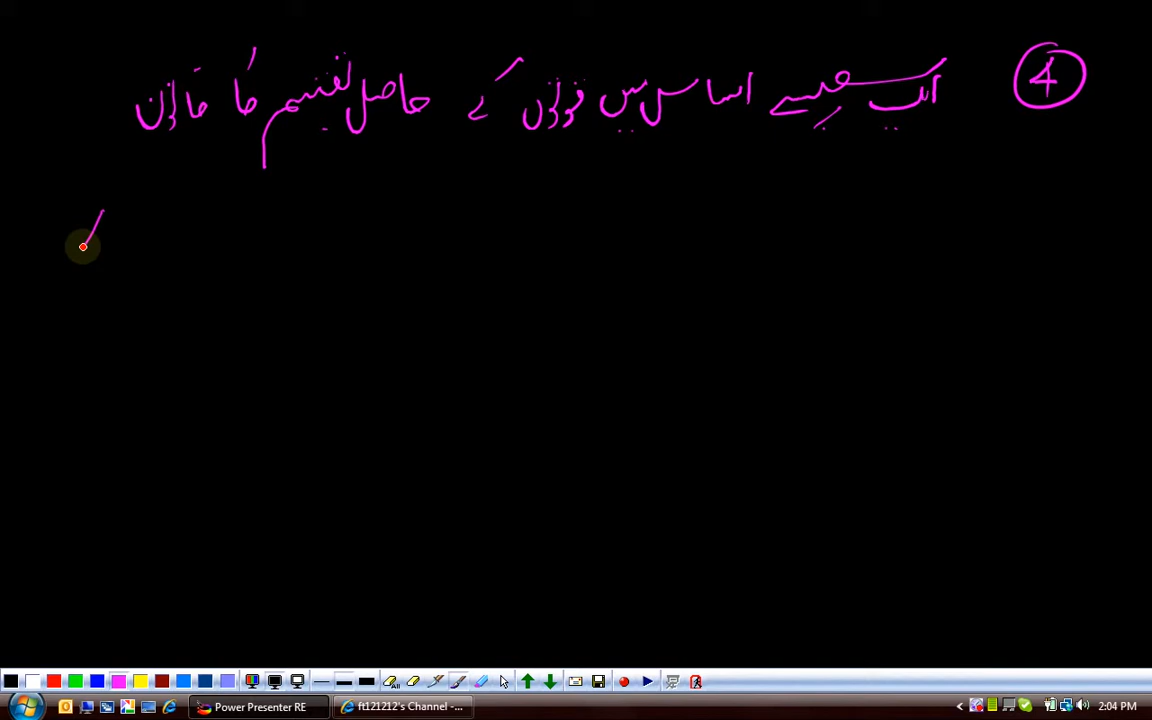 ④ ایک جیسے اساس میں قوتوں کے حاصل تقسیم کا قانون
Power Presenter RE
ft121212's Channel - ...
2:04 PM